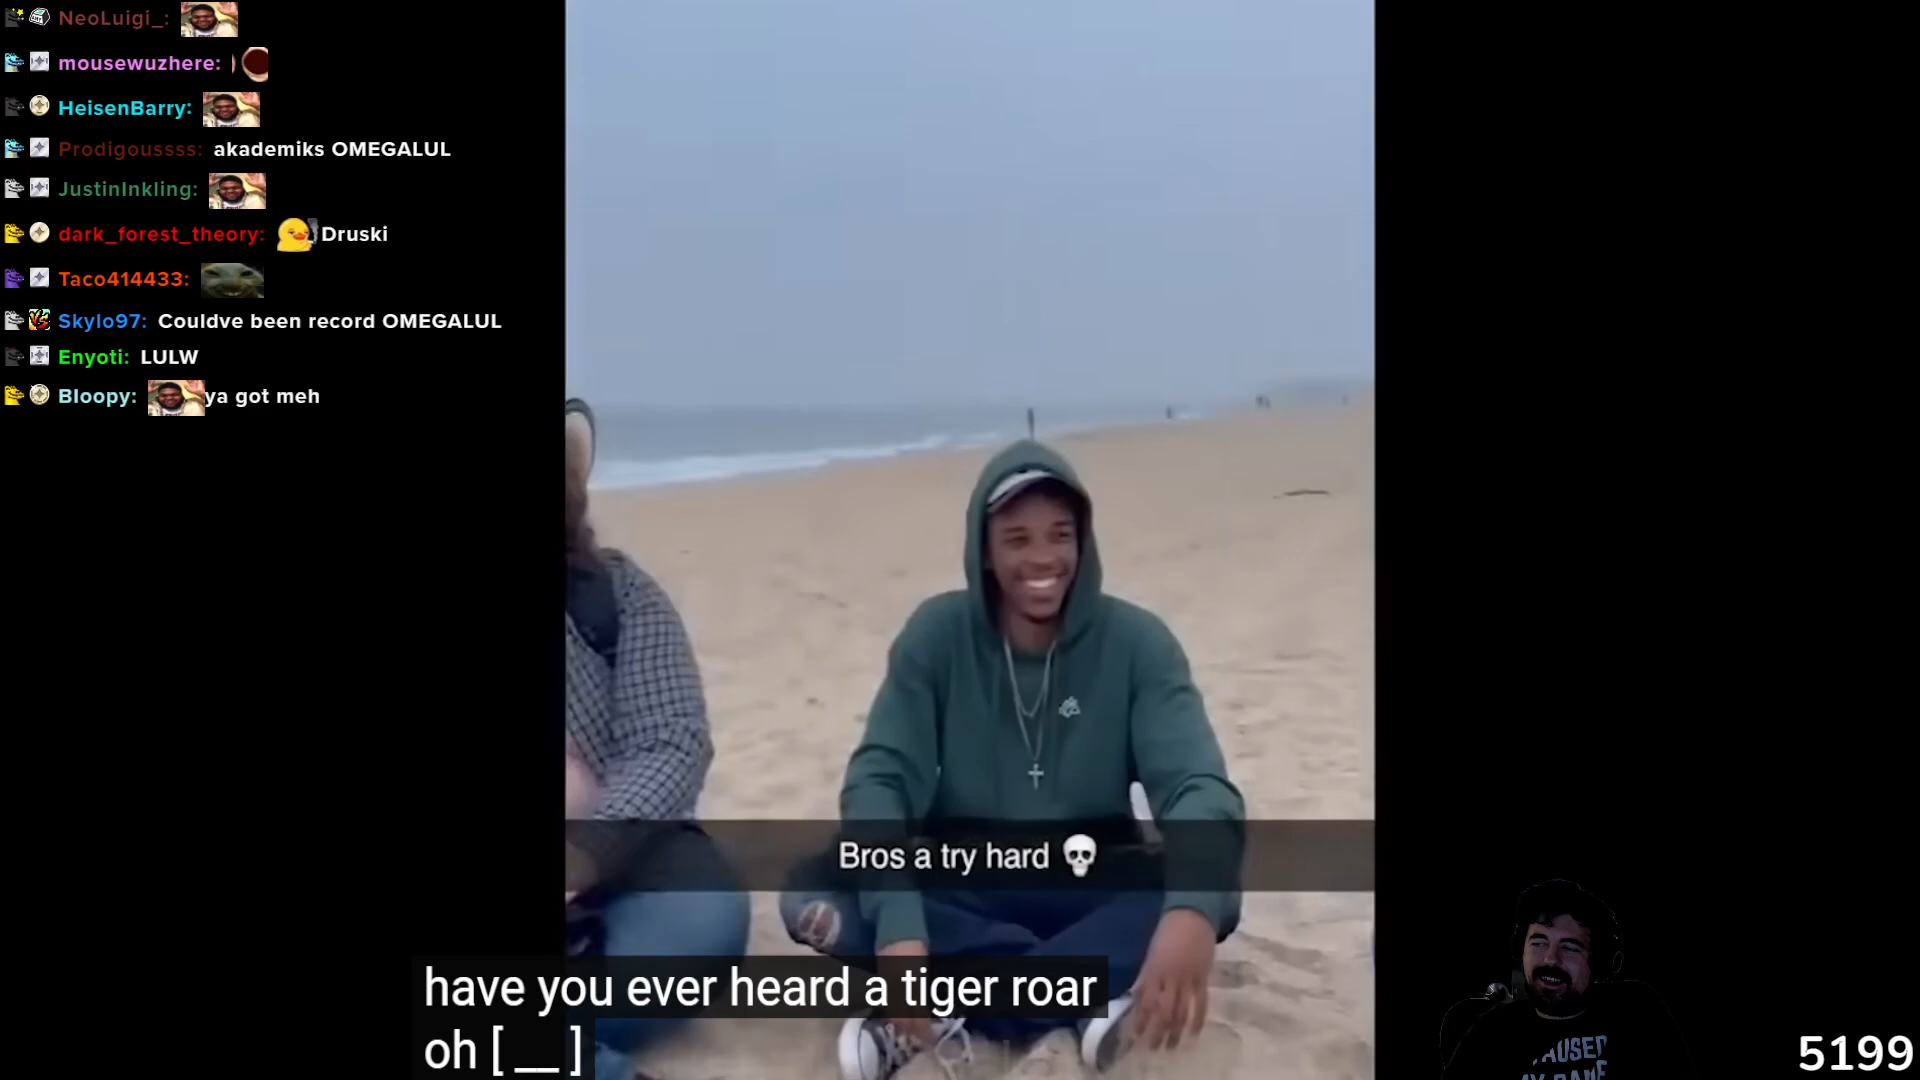 NeoLuigi_:
mousewuzhere:
HeisenBarry:
Prodigoussss: akademiks OMEGALUL
JustinInkling:
dark_forest_theory: Druski
Taco414433:
Skylo97: Couldve been record OMEGALUL
Enyoti: LULW
Bloopy: ya got meh
Bros a try hard 💀
have you ever heard a tiger roar
oh [ __ ]
5199